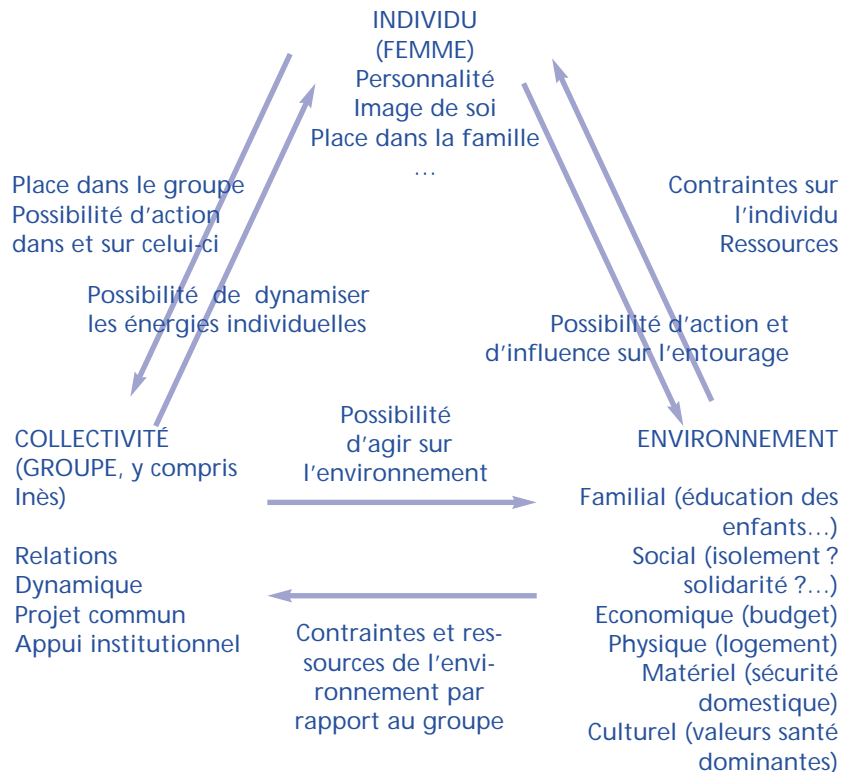 INDIVIDU
(FEMME)
Personnalité
Image de soi
Place dans la famille
…
Place dans le groupe
Possibilité d'action
dans et sur celui-ci
Contraintes sur
l'individu
Ressources
Possibilité de dynamiser
les énergies individuelles
Possibilité d'action et
d'influence sur l'entourage
COLLECTIVITÉ
(GROUPE, y compris
Inès)
Relations
Dynamique
Projet commun
Appui institutionnel
Possibilité
d'agir sur
l'environnement
Contraintes et res-
sources de l'envi-
ronnement par
rapport au groupe
ENVIRONNEMENT
Familial (éducation des
enfants…)
Social (isolement ?
solidarité ?…)
Economique (budget)
Physique (logement)
Matériel (sécurité
domestique)
Culturel (valeurs santé
dominantes)